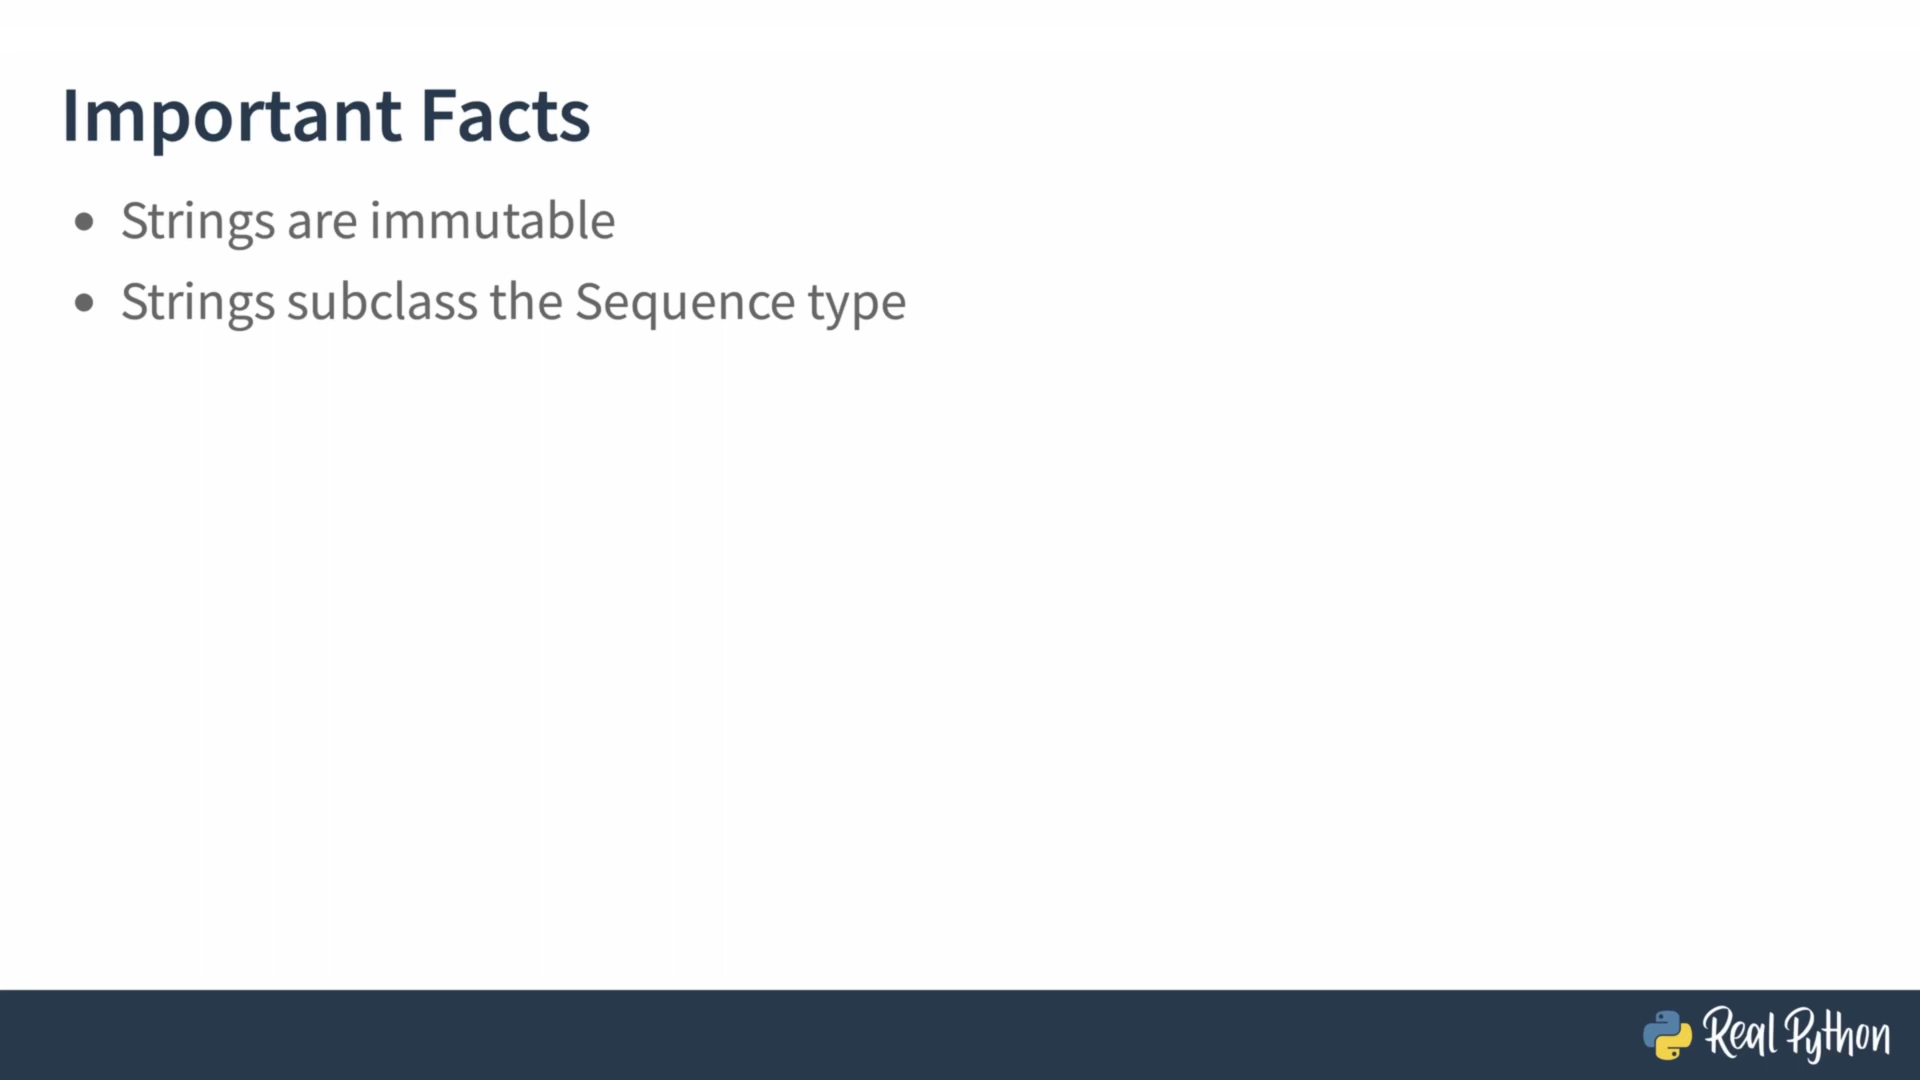 Important Facts
• Strings are immutable
• Strings subclass the Sequence type
Real Python